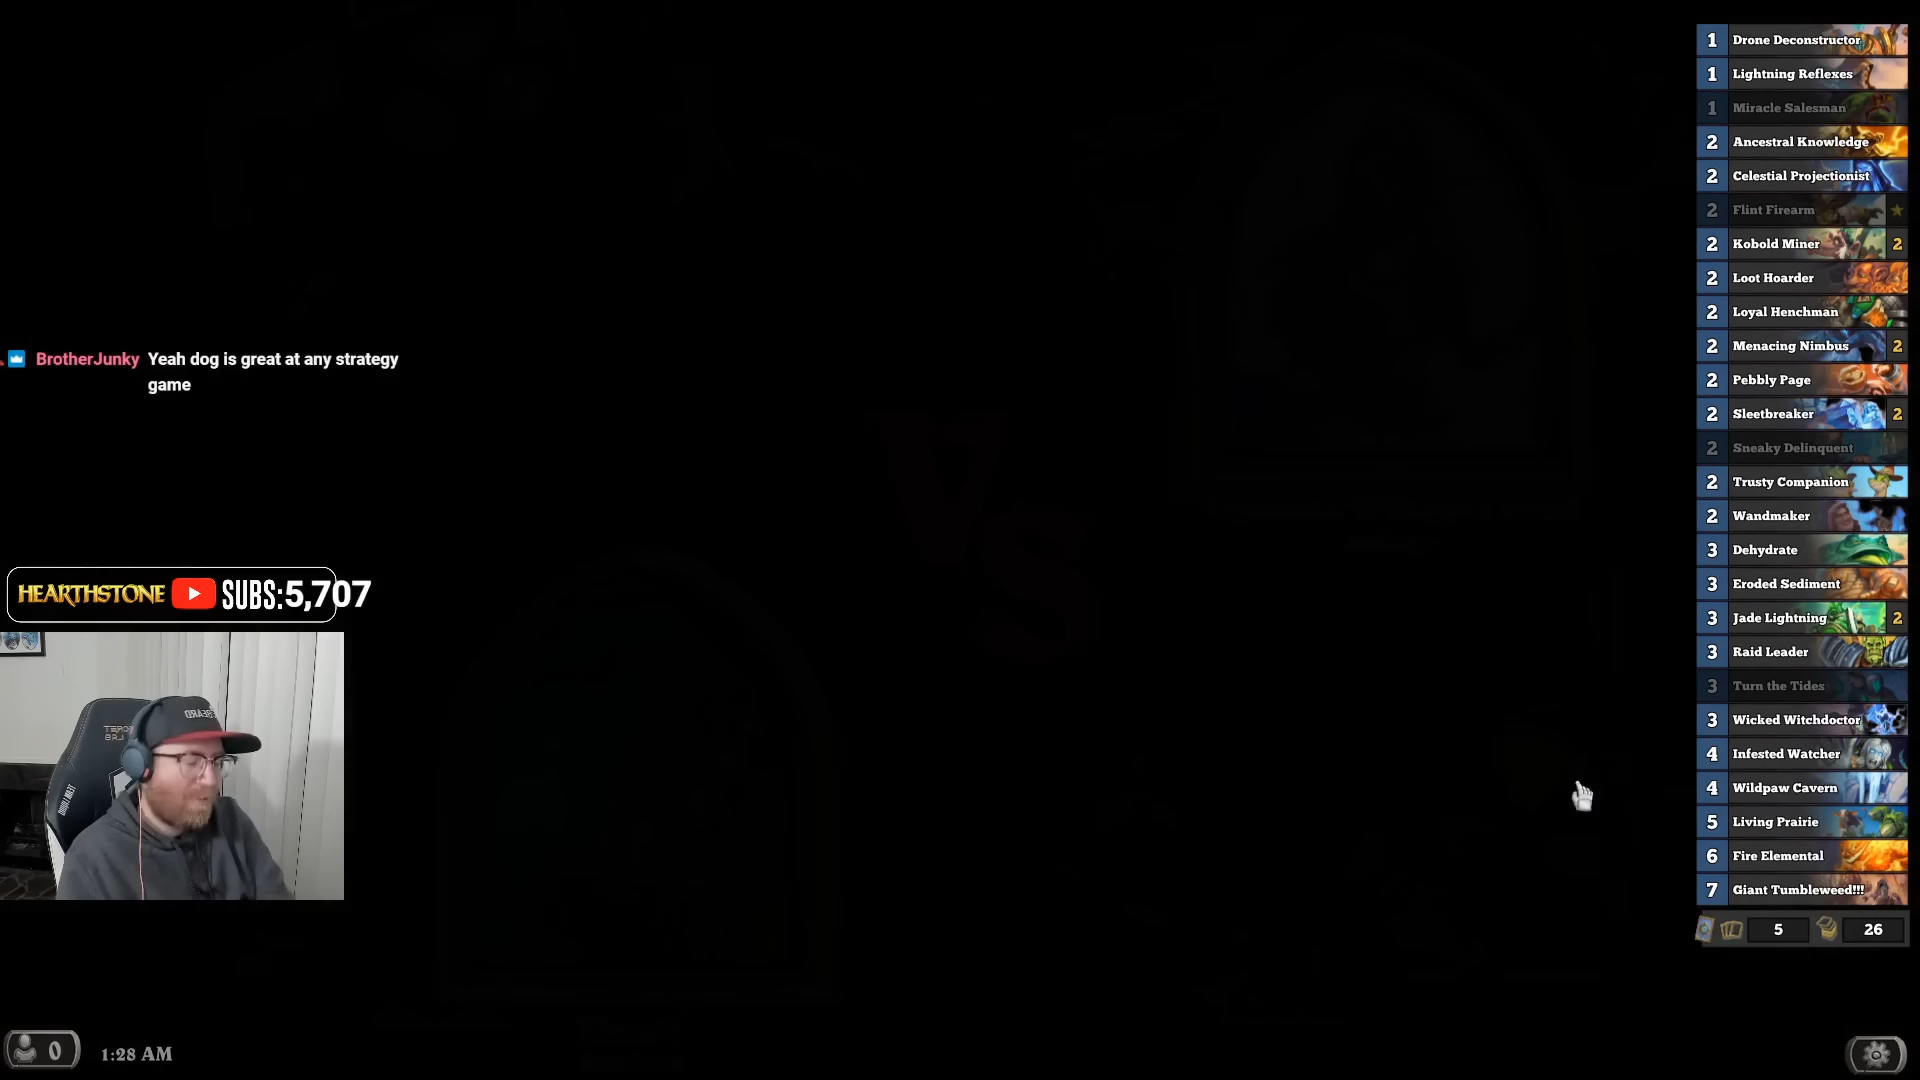 1 Drone Deconstructor
1 Lightning Reflexes
1 Miracle Salesman
2 Ancestral Knowledge
2 Celestial Projectionist
2 Flint Firearm
2 Kobold Miner 2
2 Loot Hoarder
2 Loyal Henchman
2 Menacing Nimbus 2
2 Pebbly Page
2 Sleetbreaker 2
2 Sneaky Delinquent
2 Trusty Companion
2 Wandmaker
3 Dehydrate
3 Eroded Sediment
3 Jade Lightning 2
3 Raid Leader
3 Turn the Tides
3 Wicked Witchdoctor
4 Infested Watcher
4 Wildpaw Cavern
5 Living Prairie
6 Fire Elemental
7 Giant Tumbleweed!!!
5 26
BrotherJunky Yeah dog is great at any strategy
game
HEARTHSTONE SUBS:5,707
VS
0 1:28 AM